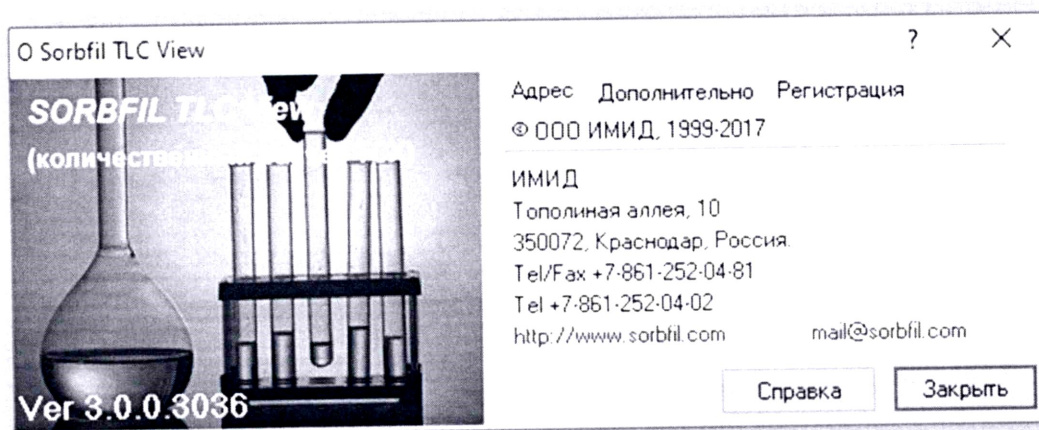 О Sorbfil TLC View
SORBFIL TLC View
(количественн
Ver 3.0.0.3036
Адрес Дополнительно Регистрация
© ООО ИМИД, 1999-2017
ИМИД
Тополиная аллея, 10
350072, Краснодар, Россия.
Tel/Fax +7-861-252-04-81
Tel +7-861-252-04-02
http://www.sorbfil.com mail@sorbfil.com
Справка Закрыть